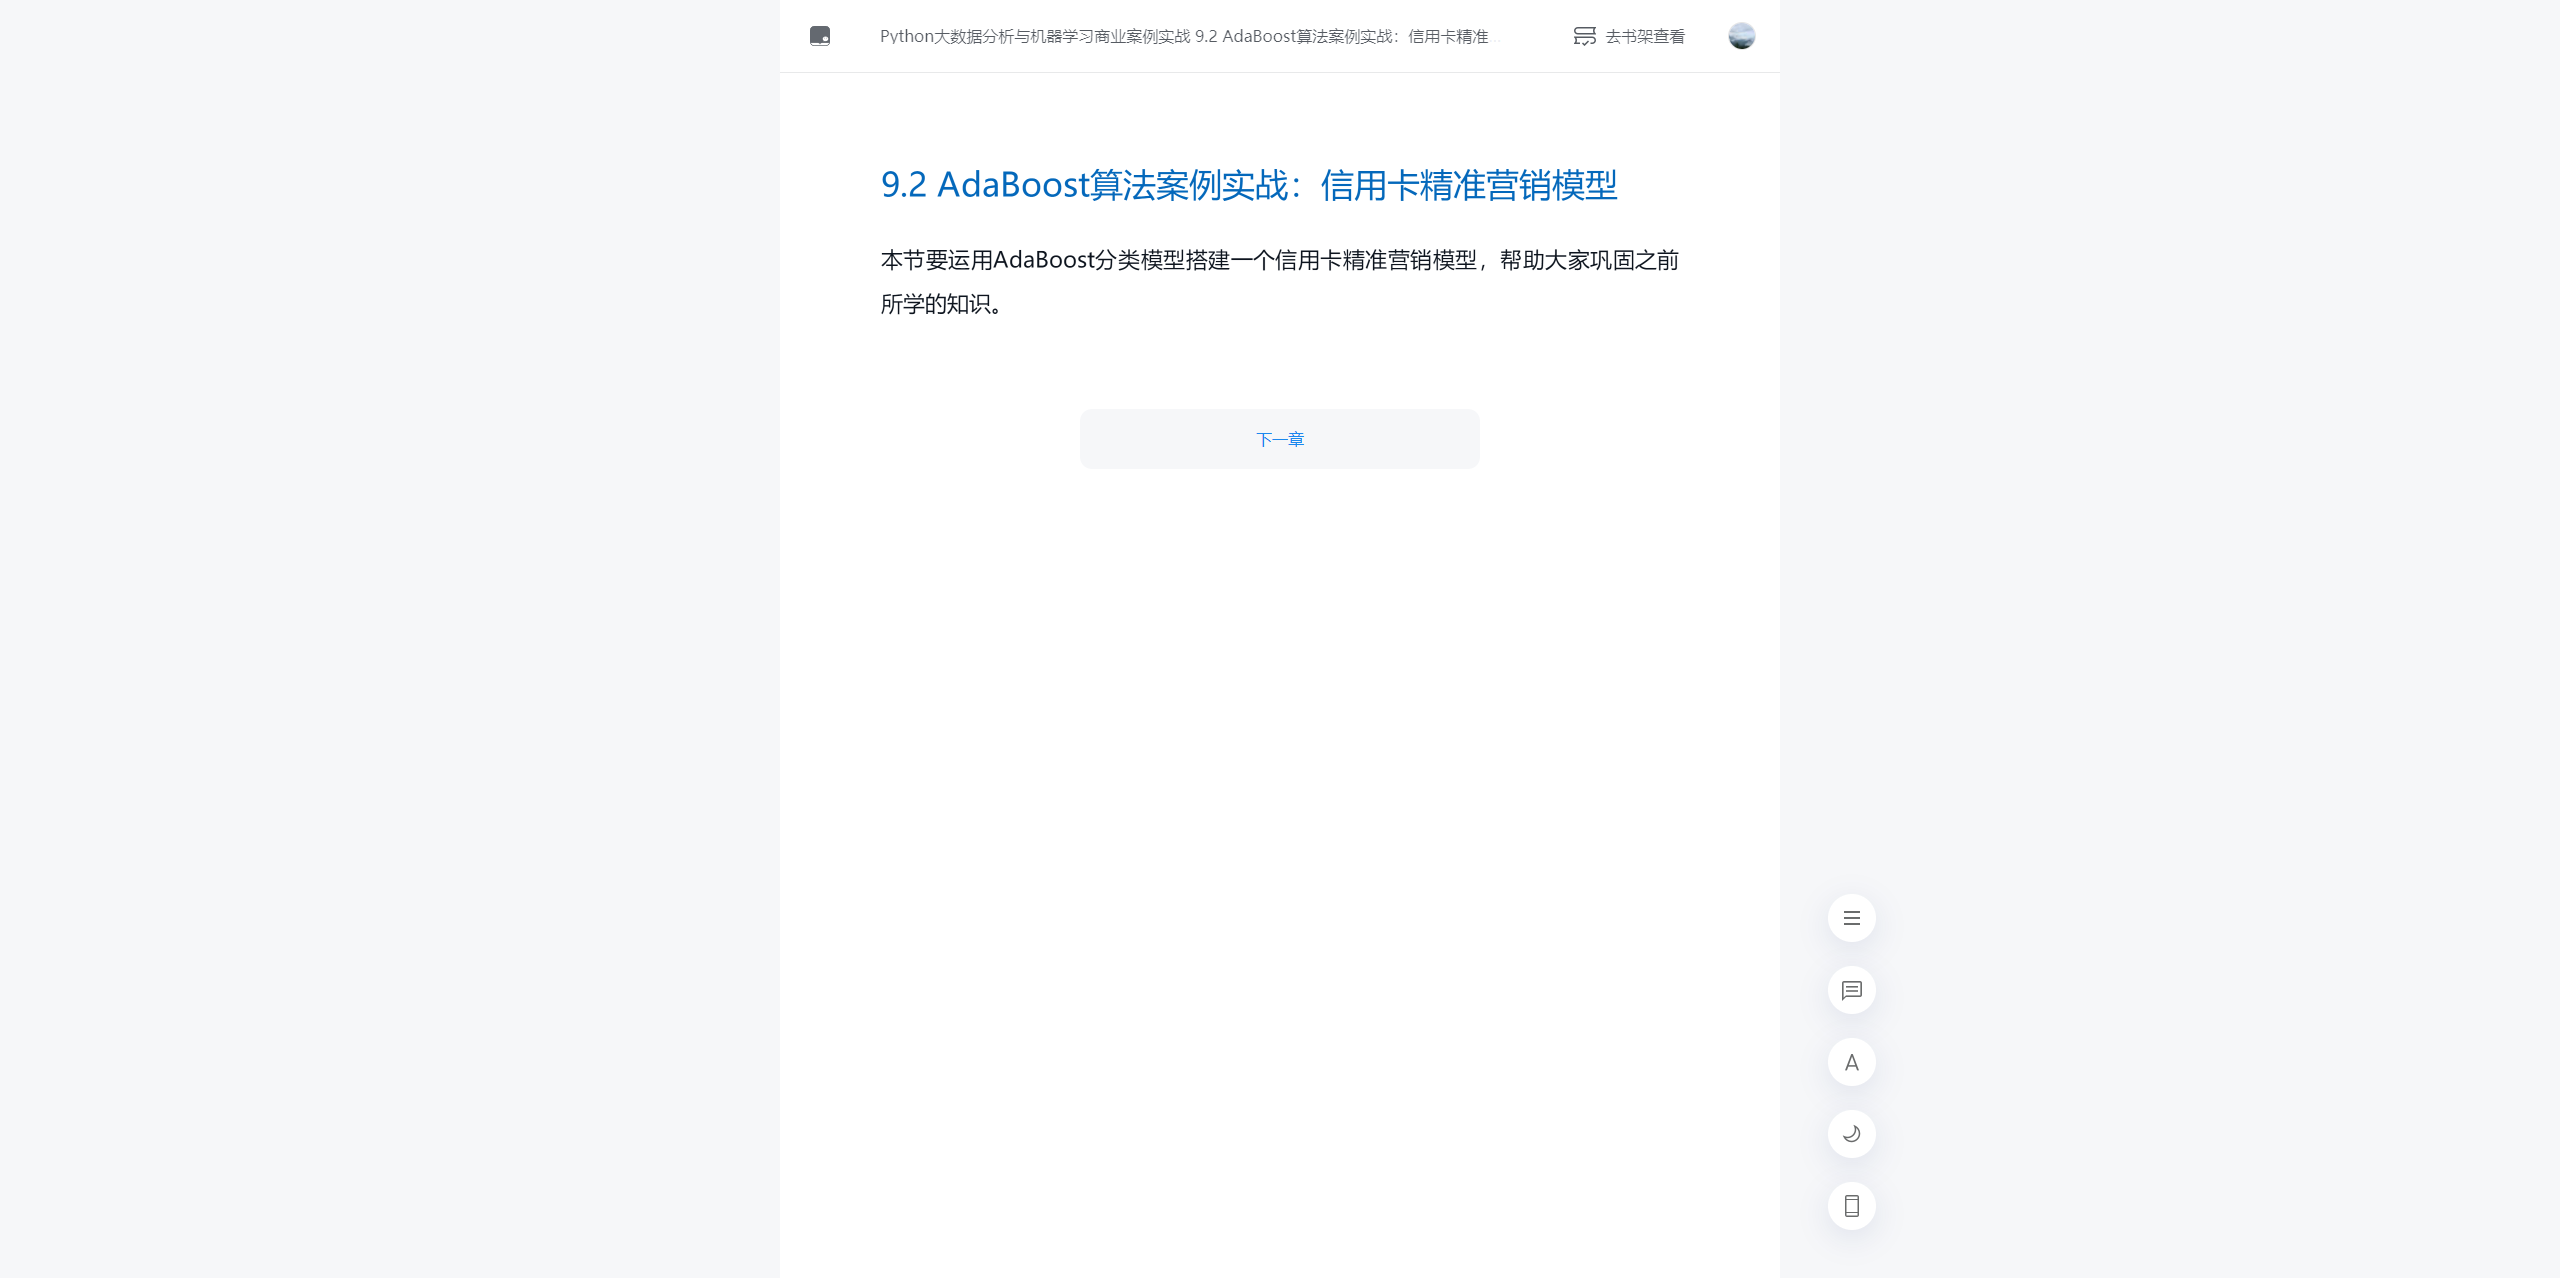 Python大数据分析与机器学习商业案例实战 9.2 AdaBoost算法案例实战：信用卡精准...
去书架查看
9.2 AdaBoost算法案例实战：信用卡精准营销模型
本节要运用AdaBoost分类模型搭建一个信用卡精准营销模型，帮助大家巩固之前
所学的知识。
下一章
A